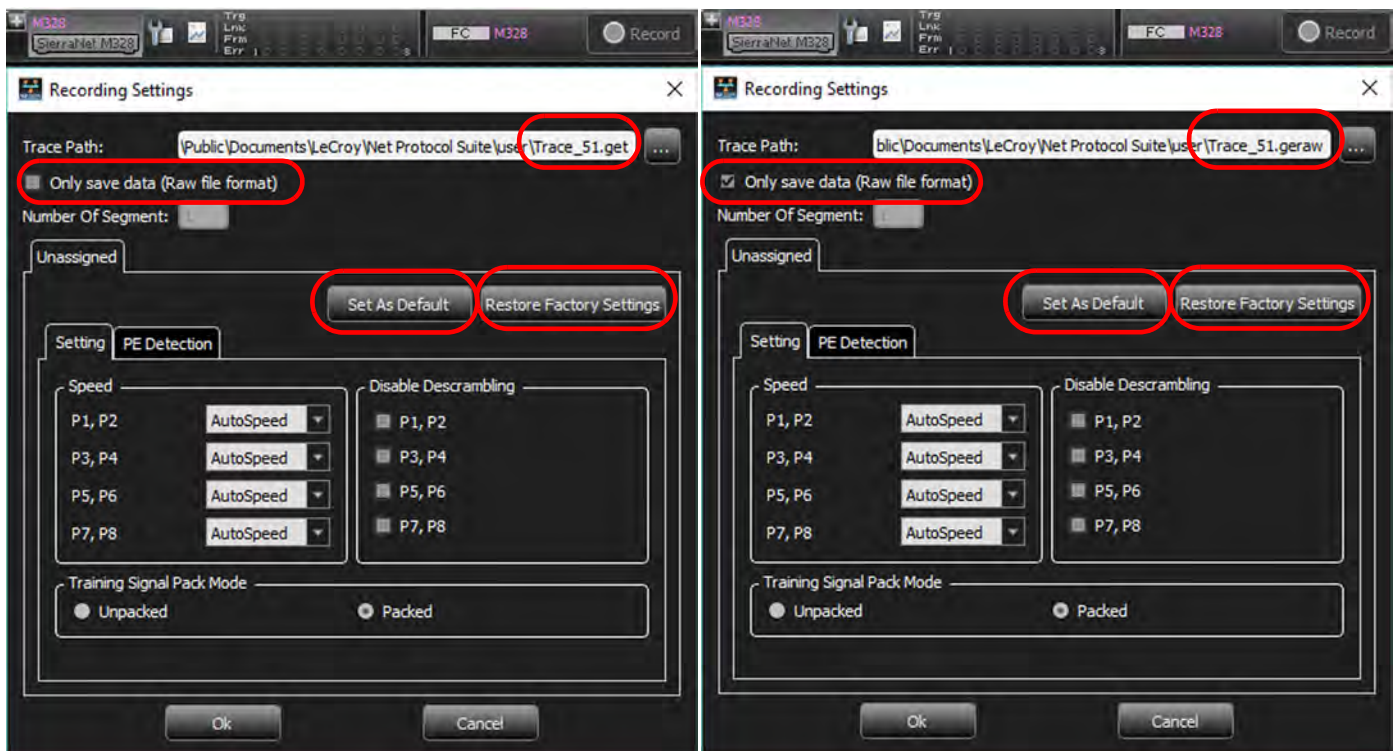 M328
SierraNet M328
Trg
Lnk
Frm
Err 1 8
FC M328
Record
Recording Settings
Trace Path: \Public\Documents\LeCroy\Net Protocol Suite\user\Trace_51.get ...
Only save data (Raw file format)
Number Of Segment: 1
Unassigned
Set As Default Restore Factory Settings
Setting PE Detection
Speed Disable Descrambling
P1, P2 AutoSpeed P1, P2
P3, P4 AutoSpeed P3, P4
P5, P6 AutoSpeed P5, P6
P7, P8 AutoSpeed P7, P8
Training Signal Pack Mode
Unpacked Packed
Ok Cancel
M328
SierraNet M328
Trg
Lnk
Frm
Err 1 8
FC M328
Record
Recording Settings
Trace Path: blic\Documents\LeCroy\Net Protocol Suite\user\Trace_51.geraw ...
Only save data (Raw file format)
Number Of Segment:
Unassigned
Set As Default Restore Factory Settings
Setting PE Detection
Speed Disable Descrambling
P1, P2 AutoSpeed P1, P2
P3, P4 AutoSpeed P3, P4
P5, P6 AutoSpeed P5, P6
P7, P8 AutoSpeed P7, P8
Training Signal Pack Mode
Unpacked Packed
Ok Cancel